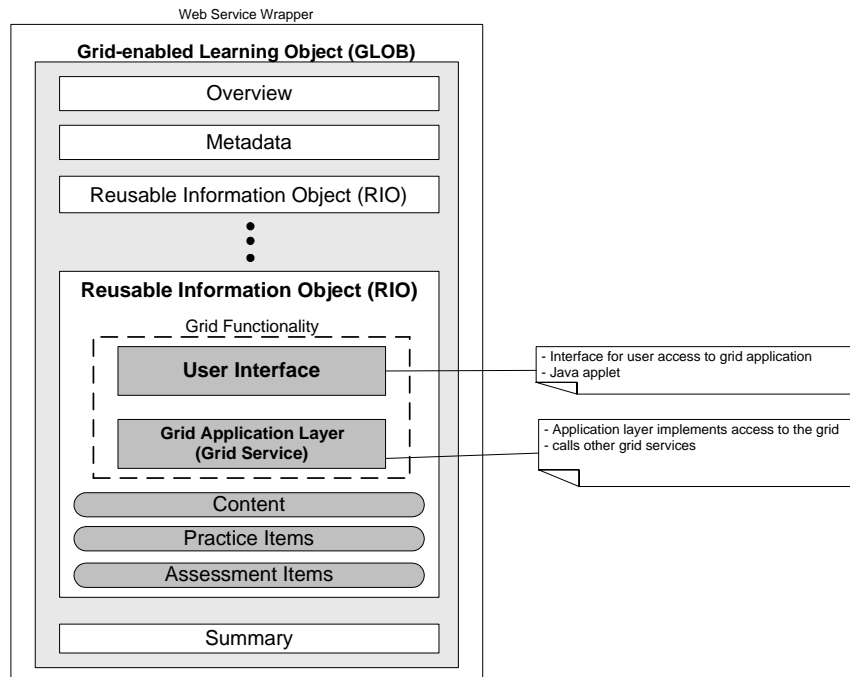 Web Service Wrapper
Grid-enabled Learning Object (GLOB)
Overview
Metadata
Reusable Information Object (RIO)
Reusable Information Object (RIO)
Grid Functionality
User Interface
Grid Application Layer
(Grid Service)
Content
Practice Items
Assessment Items
Summary
- Interface for user access to grid application
- Java applet
- Application layer implements access to the grid
- calls other grid services